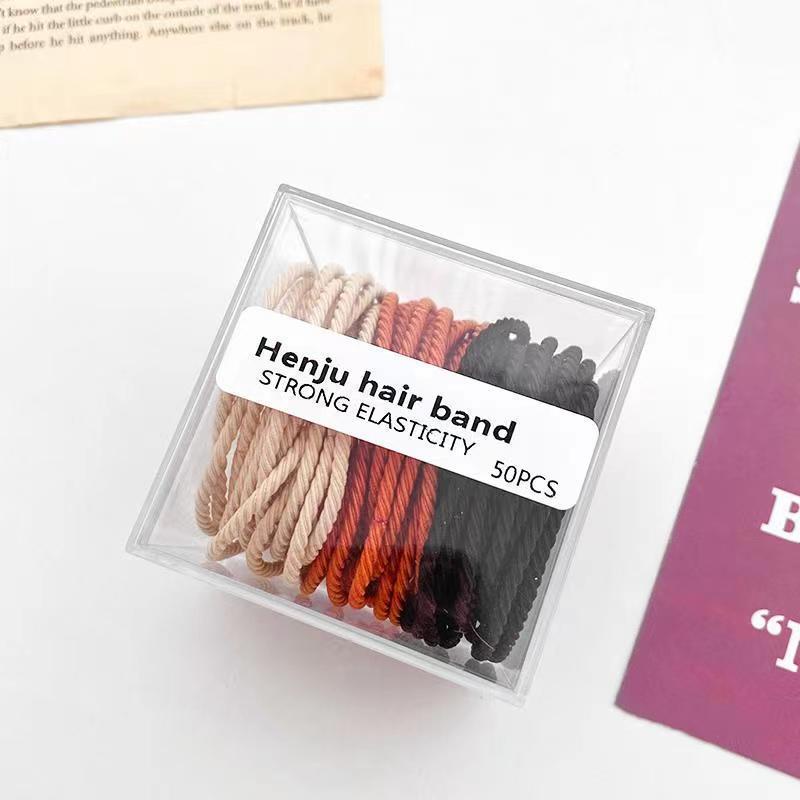 't know that the pedestrian
if he hit the little curb on the outside of the track, he'd
before he hit anything. Anywhere else on the track, he
Henju hair band
STRONG ELASTICITY
50PCS
B
"I